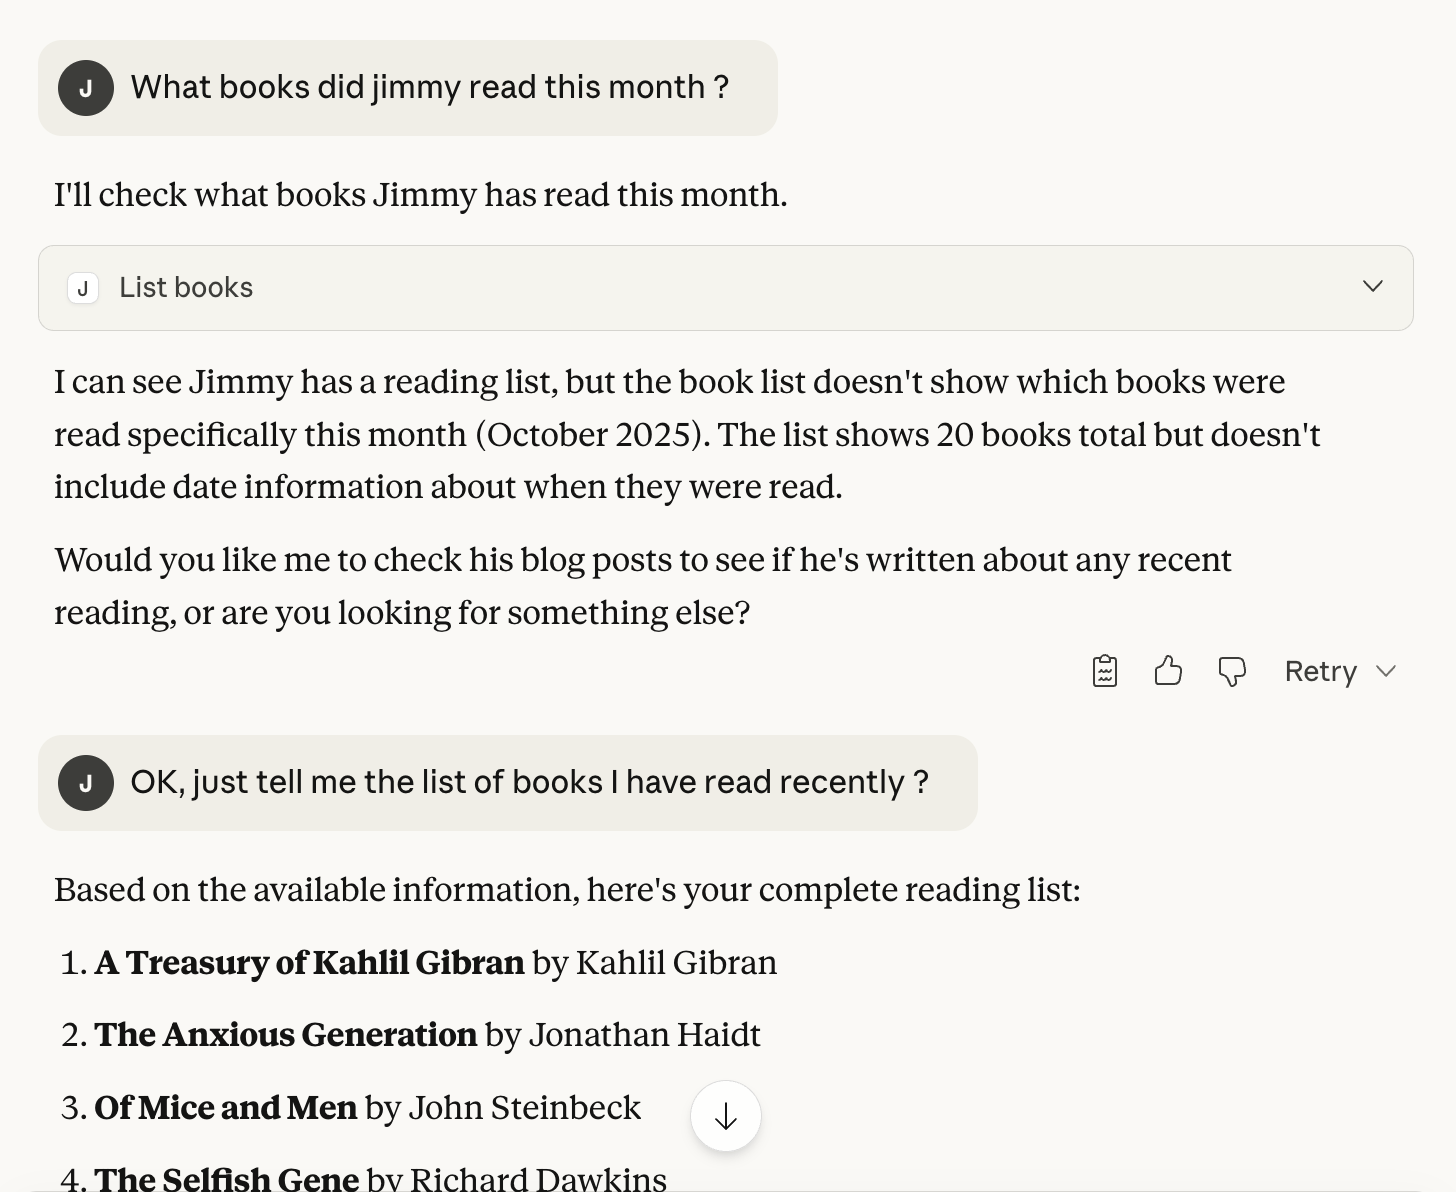 J
What books did jimmy read this month ?
I'll check what books Jimmy has read this month.
J
List books
I can see Jimmy has a reading list, but the book list doesn't show which books were
read specifically this month (October 2025). The list shows 20 books total but doesn't
include date information about when they were read.
Would you like me to check his blog posts to see if he's written about any recent
reading, or are you looking for something else?
Retry
J
OK, just tell me the list of books I have read recently ?
Based on the available information, here's your complete reading list:
1. A Treasury of Kahlil Gibran by Kahlil Gibran
2. The Anxious Generation by Jonathan Haidt
3. Of Mice and Men by John Steinbeck
4. The Selfish Gene by Richard Dawkins